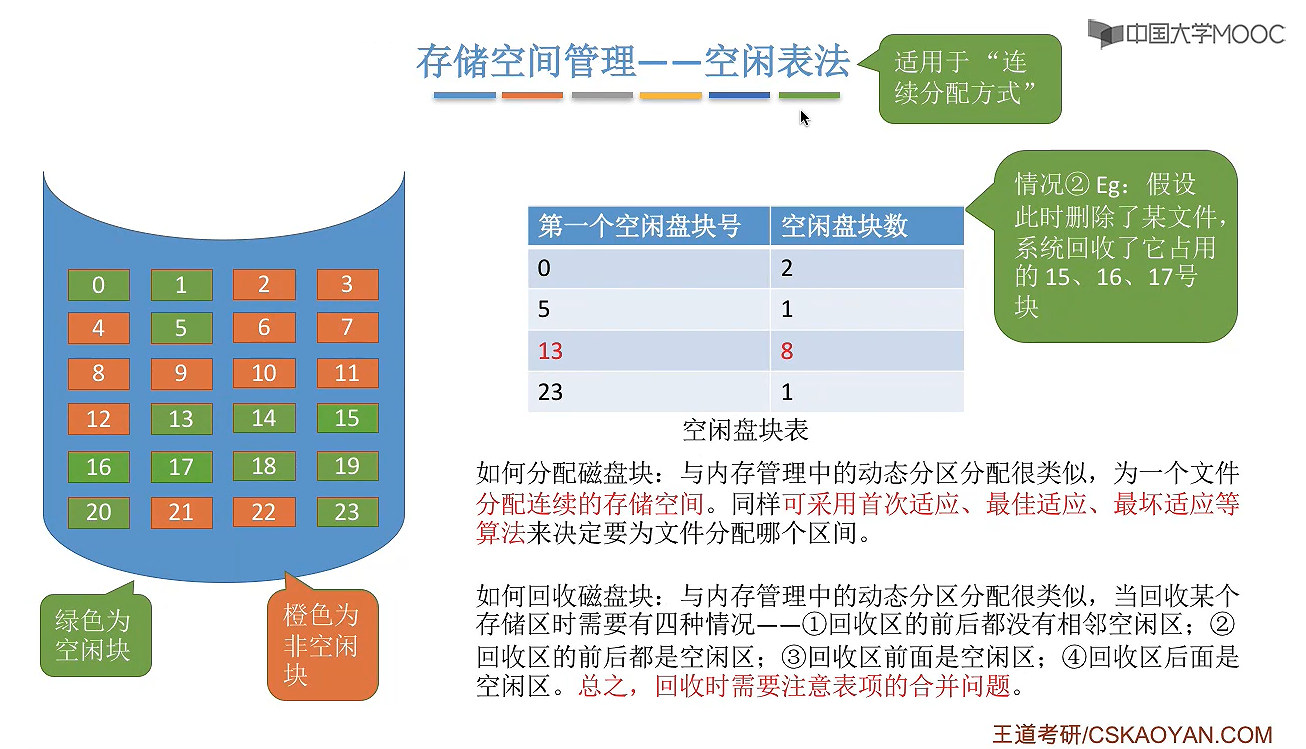 中国大学MOOC
存储空间管理——空闲表法
适用于 “连
续分配方式”
情况② Eg：假设
此时删除了某文件，
系统回收了它占用
的 15、16、17号
块
第一个空闲盘块号 空闲盘块数
0 2
5 1
13 8
23 1
空闲盘块表
0 1 2 3
4 5 6 7
8 9 10 11
12 13 14 15
16 17 18 19
20 21 22 23
绿色为
空闲块
橙色为
非空闲
块
如何分配磁盘块：与内存管理中的动态分区分配很类似，为一个文件
分配连续的存储空间。同样可采用首次适应、最佳适应、最坏适应等
算法来决定要为文件分配哪个区间。
如何回收磁盘块：与内存管理中的动态分区分配很类似，当回收某个
存储区时需要有四种情况——①回收区的前后都没有相邻空闲区；②
回收区的前后都是空闲区；③回收区前面是空闲区；④回收区后面是
空闲区。总之，回收时需要注意表项的合并问题。
王道考研/CSKAOYAN.COM